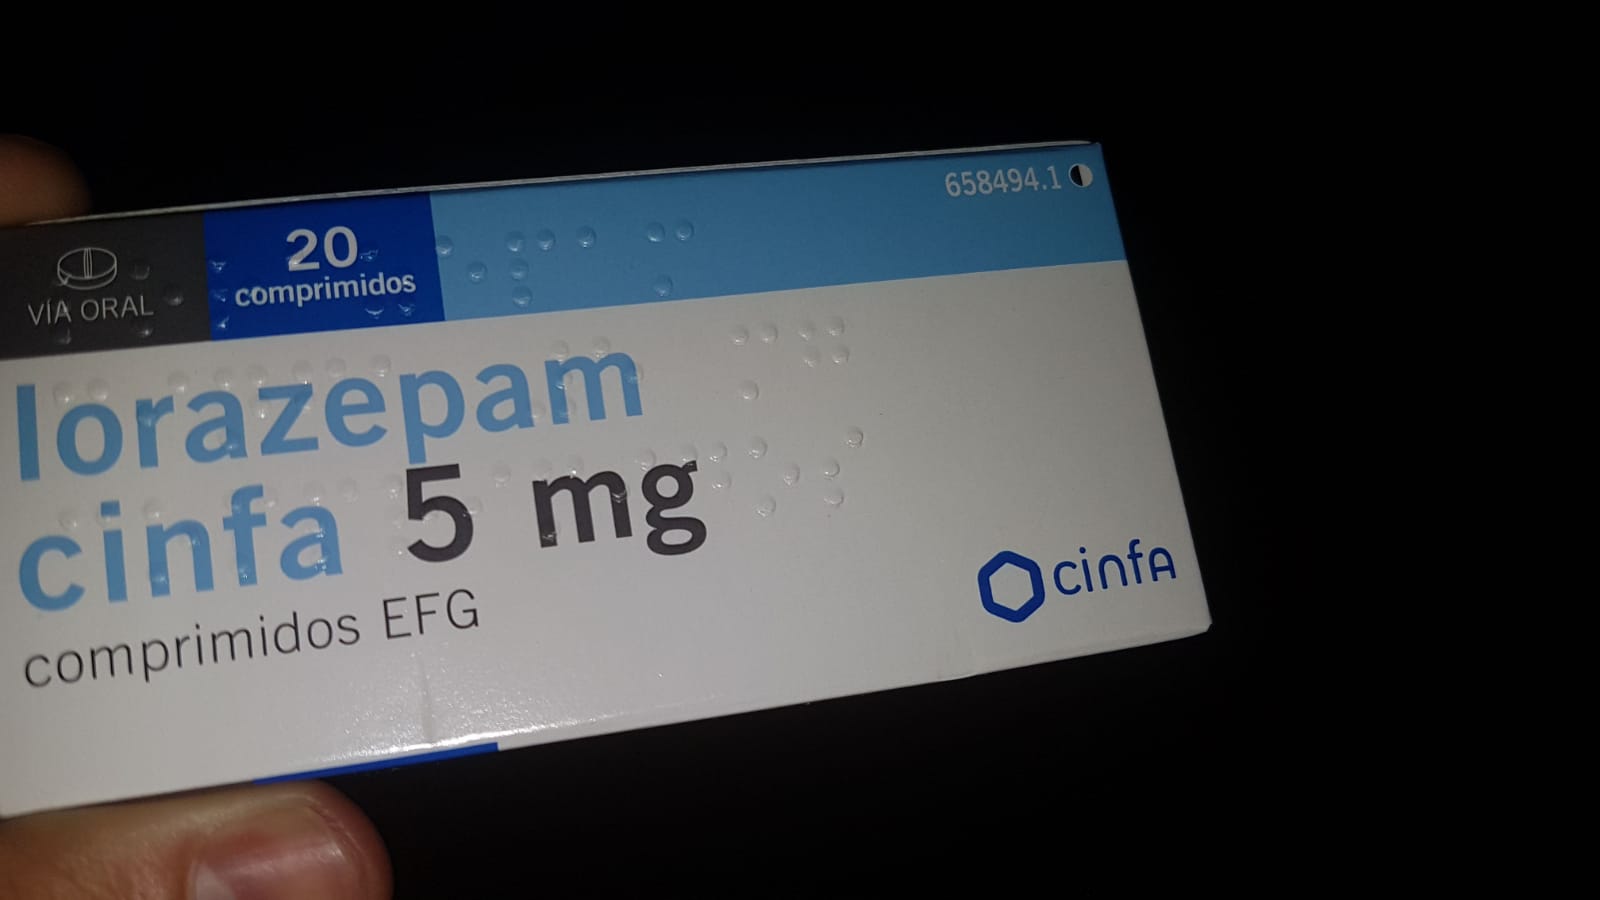 658494.1
20
comprimidos
VÍA ORAL
lorazepam
cinfa 5 mg
comprimidos EFG
cinfa